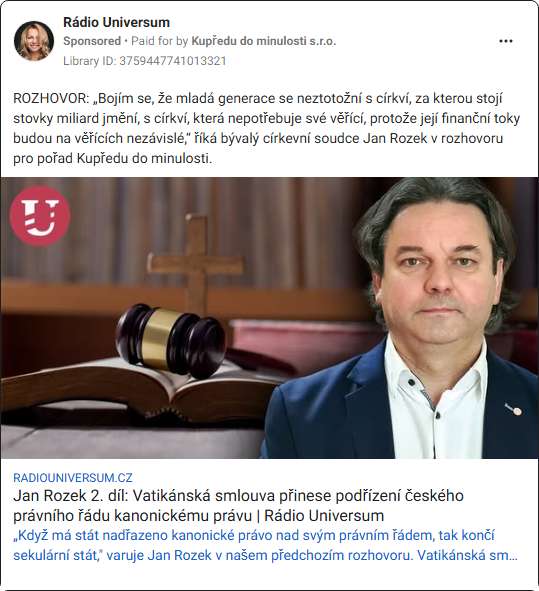 Rádio Universum
Sponsored • Paid for by Kupředu do minulosti s.r.o.
Library ID: 3759447741013321
ROZHOVOR: „Bojím se, že mladá generace se neztotožní s církví, za kterou stojí
stovky miliard jmění, s církví, která nepotřebuje své věřící, protože její finanční toky
budou na věřících nezávislé,“ říká bývalý církevní soudce Jan Rozek v rozhovoru
pro pořad Kupředu do minulosti.
U
RADIOUNIVERSUM.CZ
Jan Rozek 2. díl: Vatikánská smlouva přinese podřízení českého
právního řádu kanonickému právu | Rádio Universum
„Když má stát nadřazeno kanonické právo nad svým právním řádem, tak končí
sekulární stát," varuje Jan Rozek v našem předchozím rozhovoru. Vatikánská sm...